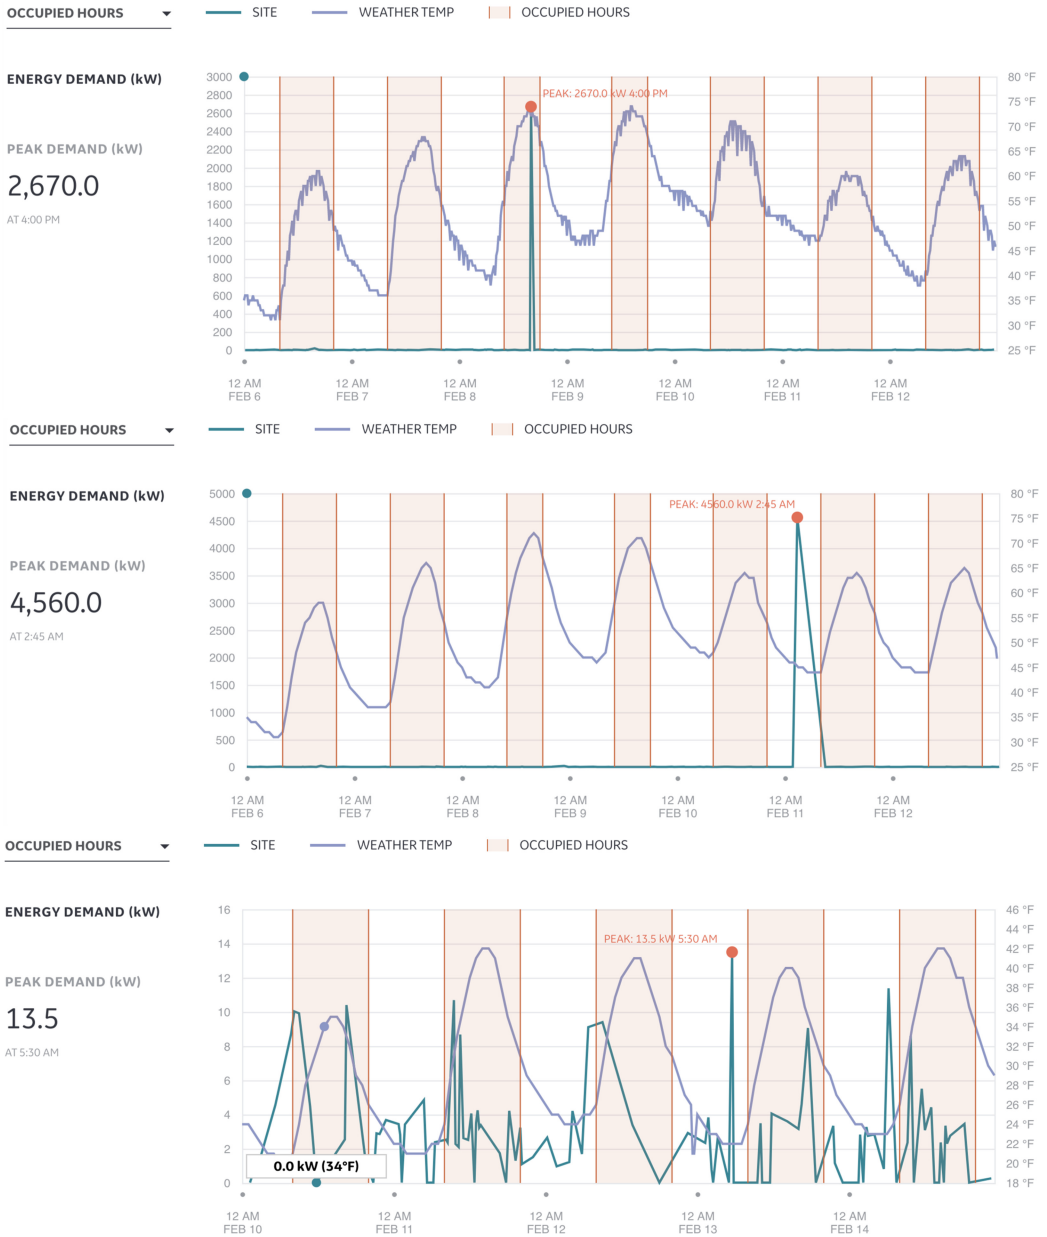 OCCUPIED HOURS SITE WEATHER TEMP OCCUPIED HOURS
ENERGY DEMAND (kW)
PEAK DEMAND (kW)
2,670.0
AT 4:00 PM
3000 80 °F
2800
PEAK: 2670.0 kW 4:00 PM
2600 75 °F
2400 70 °F
2200 65 °F
2000
1800 60 °F
1600 55 °F
1400 50 °F
1200
1000 45 °F
800 40 °F
600 35 °F
400
200 30 °F
0 25 °F
12 AM 12 AM 12 AM 12 AM 12 AM 12 AM 12 AM
FEB 6 FEB 7 FEB 8 FEB 9 FEB 10 FEB 11 FEB 12
OCCUPIED HOURS SITE WEATHER TEMP OCCUPIED HOURS
ENERGY DEMAND (kW)
PEAK DEMAND (kW)
4,560.0
AT 2:45 AM
5000 80 °F
PEAK: 4560.0 kW 2:45 AM
4500 75 °F
4000 70 °F
3500 65 °F
3000 60 °F
2500 55 °F
2000 50 °F
1500 45 °F
1000 40 °F
500 35 °F
0 30 °F
25 °F
12 AM 12 AM 12 AM 12 AM 12 AM 12 AM 12 AM
FEB 6 FEB 7 FEB 8 FEB 9 FEB 10 FEB 11 FEB 12
OCCUPIED HOURS SITE WEATHER TEMP OCCUPIED HOURS
ENERGY DEMAND (kW)
PEAK DEMAND (kW)
13.5
AT 5:30 AM
16 46 °F
44 °F
PEAK: 13.5 kW 5:30 AM
14 42 °F
40 °F
12 38 °F
36 °F
10 34 °F
8 32 °F
30 °F
6 28 °F
26 °F
4 24 °F
22 °F
2 20 °F
0.0 kW (34°F)
0 18 °F
12 AM 12 AM 12 AM 12 AM 12 AM
FEB 10 FEB 11 FEB 12 FEB 13 FEB 14